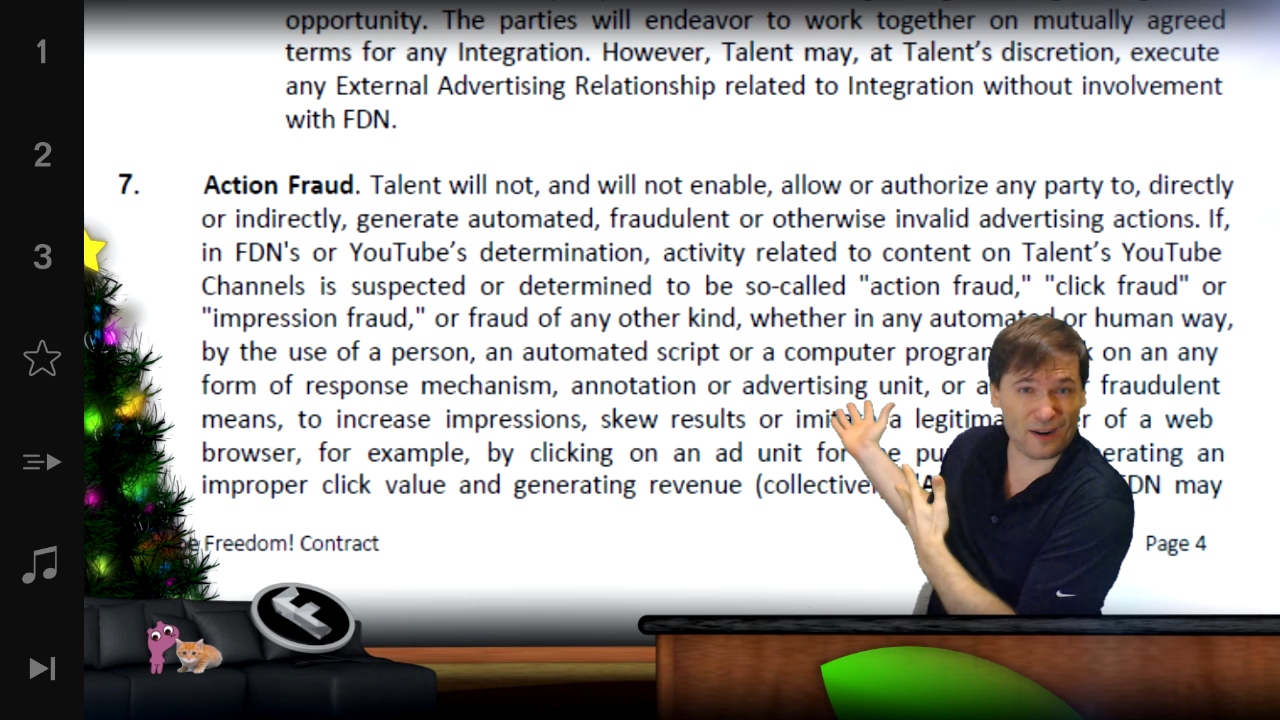 1
2
3
opportunity. The parties will endeavor to work together on mutually agreed
terms for any Integration. However, Talent may, at Talent’s discretion, execute
any External Advertising Relationship related to Integration without involvement
with FDN.
7. Action Fraud. Talent will not, and will not enable, allow or authorize any party to, directly
or indirectly, generate automated, fraudulent or otherwise invalid advertising actions. If,
in FDN's or YouTube’s determination, activity related to content on Talent’s YouTube
Channels is suspected or determined to be so-called "action fraud," "click fraud" or
"impression fraud," or fraud of any other kind, whether in any automated or human way,
by the use of a person, an automated script or a computer program on an any
form of response mechanism, annotation or advertising unit, or fraudulent
means, to increase impressions, skew results or a of a web
browser, for example, by clicking on an ad unit for an
improper click value and generating revenue FDN may
Freedom! Contract
Page 4
F